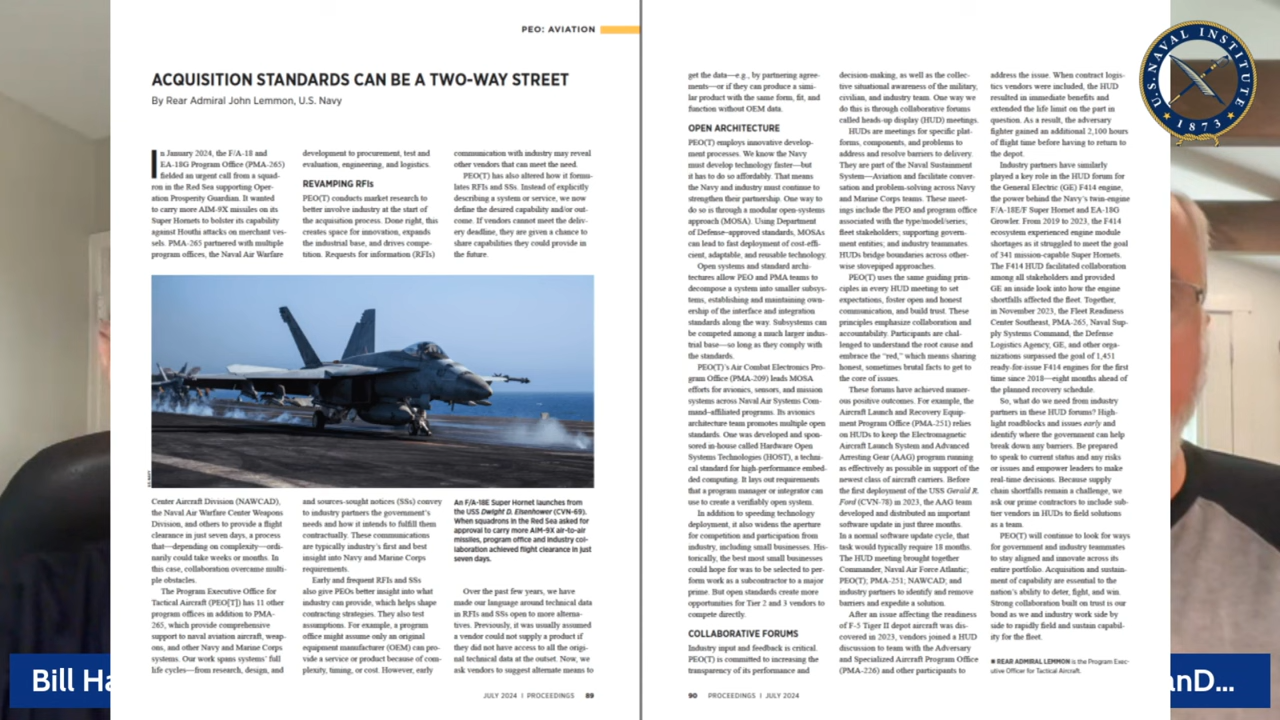 PEO: AVIATION
ACQUISITION STANDARDS CAN BE A TWO-WAY STREET
By Rear Admiral John Lemmon, U.S. Navy
In January 2024, the F/A-18 and
EA-18G Program Office (PMA-265)
fielded an urgent call from a squad-
ron in the Red Sea supporting Oper-
ation Prosperity Guardian. It wanted
to carry more AIM-9X missiles on its
Super Hornets to bolster its capability
against Houthi attacks on merchant ves-
sels. PMA-265 partnered with multiple
program offices, the Naval Air Warfare
Center Aircraft Division (NAWCAD),
the Naval Air Warfare Center Weapons
Division, and others to provide a flight
clearance in just seven days, a process
that—depending on complexity—ordi-
narily could take weeks or months. In
this case, collaboration overcame multi-
ple obstacles.
The Program Executive Office for
Tactical Aircraft (PEO[T]) has 11 other
program offices in addition to PMA-
265, which provide comprehensive
support to naval aviation aircraft, weap-
ons, and other Navy and Marine Corps
systems. Our work spans systems' full
life cycles—from research, design, and
development to procurement, test and
evaluation, engineering, and logistics.
REVAMPING RFIs
PEO(T) conducts market research to
better involve industry at the start of
the acquisition process. Done right, this
creates space for innovation, expands
the industrial base, and drives compe-
tition. Requests for information (RFIs)
and sources-sought notices (SSs) convey
to industry partners the government's
needs and how it intends to fulfill them
contractually. These communications
are typically industry's first and best
insight into Navy and Marine Corps
requirements.
Early and frequent RFIs and SSs
also give PEOs better insight into what
industry can provide, which helps shape
contracting strategies. They also test
assumptions. For example, a program
office might assume only an original
equipment manufacturer (OEM) can pro-
vide a service or product because of com-
plexity, timing, or cost. However, early
communication with industry may reveal
other vendors that can meet the need.
PEO(T) has also altered how it formu-
lates RFIs and SSs. Instead of explicitly
describing a system or service, we now
define the desired capability and/or out-
come. If vendors cannot meet the deliv-
ery deadline, they are given a chance to
share capabilities they could provide in
the future.
An F/A-18E Super Hornet launches from
the USS Dwight D. Eisenhower (CVN-69).
When squadrons in the Red Sea asked for
approval to carry more AIM-9X air-to-air
missiles, program office and industry col-
laboration achieved flight clearance in just
seven days.
Over the past few years, we have
made our language around technical data
in RFIs and SSs open to more alterna-
tives. Previously, it was usually assumed
a vendor could not supply a product if
they did not have access to all the origi-
nal technical data at the outset. Now, we
ask vendors to suggest alternate means to
JULY 2024 | PROCEEDINGS 89
get the data—e.g., by partnering agree-
ments—or if they can produce a simi-
lar product with the same form, fit, and
function without OEM data.
OPEN ARCHITECTURE
PEO(T) employs innovative develop-
ment processes. We know the Navy
must develop technology faster—but
it has to do so affordably. That means
the Navy and industry must continue to
strengthen their partnership. One way to
do so is through a modular open-systems
approach (MOSA). Using Department
of Defense–approved standards, MOSAs
can lead to fast deployment of cost-effi-
cient, adaptable, and reusable technology.
Open systems and standard archi-
tectures allow PEO and PMA teams to
decompose a system into smaller subsys-
tems, establishing and maintaining own-
ership of the interface and integration
standards along the way. Subsystems can
be competed among a much larger indus-
trial base—so long as they comply with
the standards.
PEO(T)'s Air Combat Electronics Pro-
gram Office (PMA-209) leads MOSA
efforts for avionics, sensors, and mission
systems across Naval Air Systems Com-
mand–affiliated programs. Its avionics
architecture team promotes multiple open
standards. One was developed and spon-
sored in-house called Hardware Open
Systems Technologies (HOST), a techni-
cal standard for high-performance embed-
ded computing. It lays out requirements
that a program manager or integrator can
use to create a verifiably open system.
In addition to speeding technology
deployment, it also widens the aperture
for competition and participation from
industry, including small businesses. His-
torically, the best most small businesses
could hope for was to be selected to per-
form work as a subcontractor to a major
prime. But open standards create more
opportunities for Tier 2 and 3 vendors to
compete directly.
COLLABORATIVE FORUMS
Industry input and feedback is critical.
PEO(T) is committed to increasing the
transparency of its performance and
decision-making, as well as the collec-
tive situational awareness of the military,
civilian, and industry team. One way we
do this is through collaborative forums
called heads-up display (HUD) meetings.
HUDs are meetings for specific plat-
forms, components, and problems to
address and resolve barriers to delivery.
They are part of the Naval Sustainment
System—Aviation and facilitate conver-
sation and problem-solving across Navy
and Marine Corps teams. These meet-
ings include the PEO and program office
associated with the type/model/series;
fleet stakeholders; supporting govern-
ment entities; and industry teammates.
HUDs bridge boundaries across other-
wise stovepiped approaches.
PEO(T) uses the same guiding prin-
ciples in every HUD meeting to set
expectations, foster open and honest
communication, and build trust. These
principles emphasize collaboration and
accountability. Participants are chal-
lenged to understand the root cause and
embrace the “red,” which means sharing
honest, sometimes brutal facts to get to
the core of issues.
These forums have achieved numer-
ous positive outcomes. For example, the
Aircraft Launch and Recovery Equip-
ment Program Office (PMA-251) relies
on HUDs to keep the Electromagnetic
Aircraft Launch System and Advanced
Arresting Gear (AAG) program running
as effectively as possible in support of the
newest class of aircraft carriers. Before
the first deployment of the USS Gerald R.
Ford (CVN-78) in 2023, the AAG team
developed and distributed an important
software update in just three months.
In a normal software update cycle, that
task would typically require 18 months.
The HUD meeting brought together
Commander, Naval Air Force Atlantic;
PEO(T); PMA-251; NAWCAD; and
industry partners to identify and remove
barriers and expedite a solution.
After an issue affecting the readiness
of F-5 Tiger II depot aircraft was dis-
covered in 2023, vendors joined a HUD
discussion to team with the Adversary
and Specialized Aircraft Program Office
(PMA-226) and other participants to
address the issue. When contract logis-
tics vendors were included, the HUD
resulted in immediate benefits and
extended the life limit on the part in
question. As a result, the adversary
fighter gained an additional 2,100 hours
of flight time before having to return to
the depot.
Industry partners have similarly
played a key role in the HUD forum for
the General Electric (GE) F414 engine,
the power behind the Navy's twin-engine
F/A-18E/F Super Hornet and EA-18G
Growler. From 2019 to 2023, the F414
ecosystem experienced engine module
shortages as it struggled to meet the goal
of 341 mission-capable Super Hornets.
The F414 HUD facilitated collaboration
among all stakeholders and provided
GE an inside look into how the engine
shortfalls affected the fleet. Together,
in November 2023, the Fleet Readiness
Center Southeast, PMA-265, Naval Sup-
ply Systems Command, the Defense
Logistics Agency, GE, and other orga-
nizations surpassed the goal of 1,451
ready-for-issue F414 engines for the first
time since 2018—eight months ahead of
the planned recovery schedule.
So, what do we need from industry
partners in these HUD forums? High-
light roadblocks and issues early and
identify where the government can help
break down any barriers. Be prepared
to speak to current status and any risks
or issues and empower leaders to make
real-time decisions. Because supply
chain shortfalls remain a challenge, we
ask our prime contractors to include sub-
tier vendors in HUDs to field solutions
as a team.
PEO(T) will continue to look for ways
for government and industry teammates
to stay aligned and innovate across its
entire portfolio. Acquisition and sustain-
ment of capability are essential to the
nation's ability to deter, fight, and win.
Strong collaboration built on trust is our
bond as we and industry work side by
side to rapidly field and sustain capabil-
ity for the fleet.
■ REAR ADMIRAL LEMMON is the Program Exec-
utive Officer for Tactical Aircraft.
90 PROCEEDINGS | JULY 2024
U.S. NAVAL INSTITUTE
1873
Bill Ha
anD...